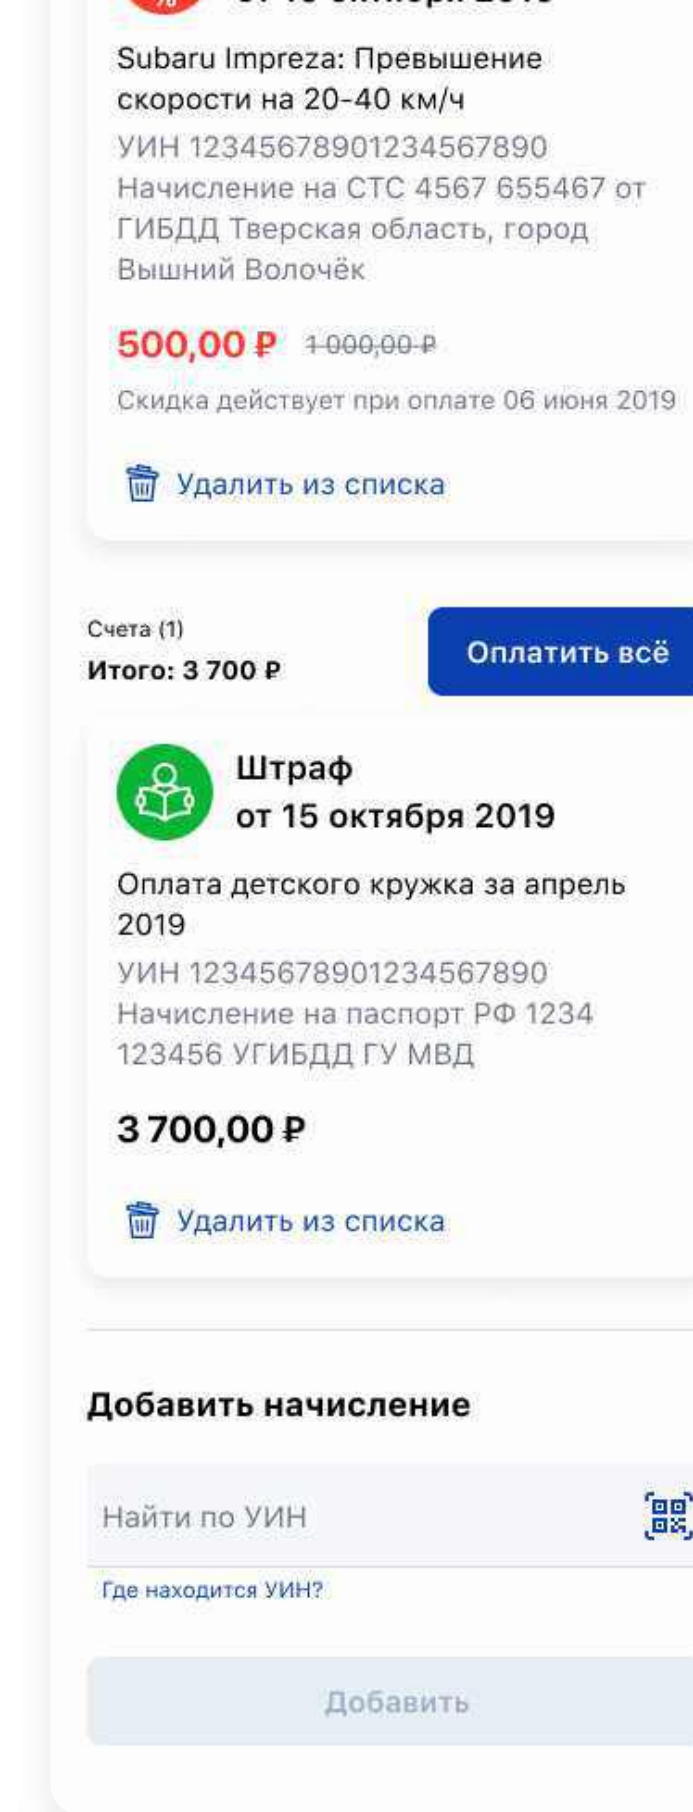 Subaru Impreza: Превышение
скорости на 20-40 км/ч
УИН 12345678901234567890
Начисление на СТС 4567 655467 от
ГИБДД Тверская область, город
Вышний Волочёк
500,00 ₽ 1 000,00 ₽
Скидка действует при оплате 06 июня 2019
Удалить из списка
Счета (1)
Итого: 3 700 ₽
Оплатить всё
Штраф
от 15 октября 2019
Оплата детского кружка за апрель
2019
УИН 12345678901234567890
Начисление на паспорт РФ 1234
123456 УГИБДД ГУ МВД
3 700,00 ₽
Удалить из списка
Добавить начисление
Найти по УИН
Где находится УИН?
Добавить